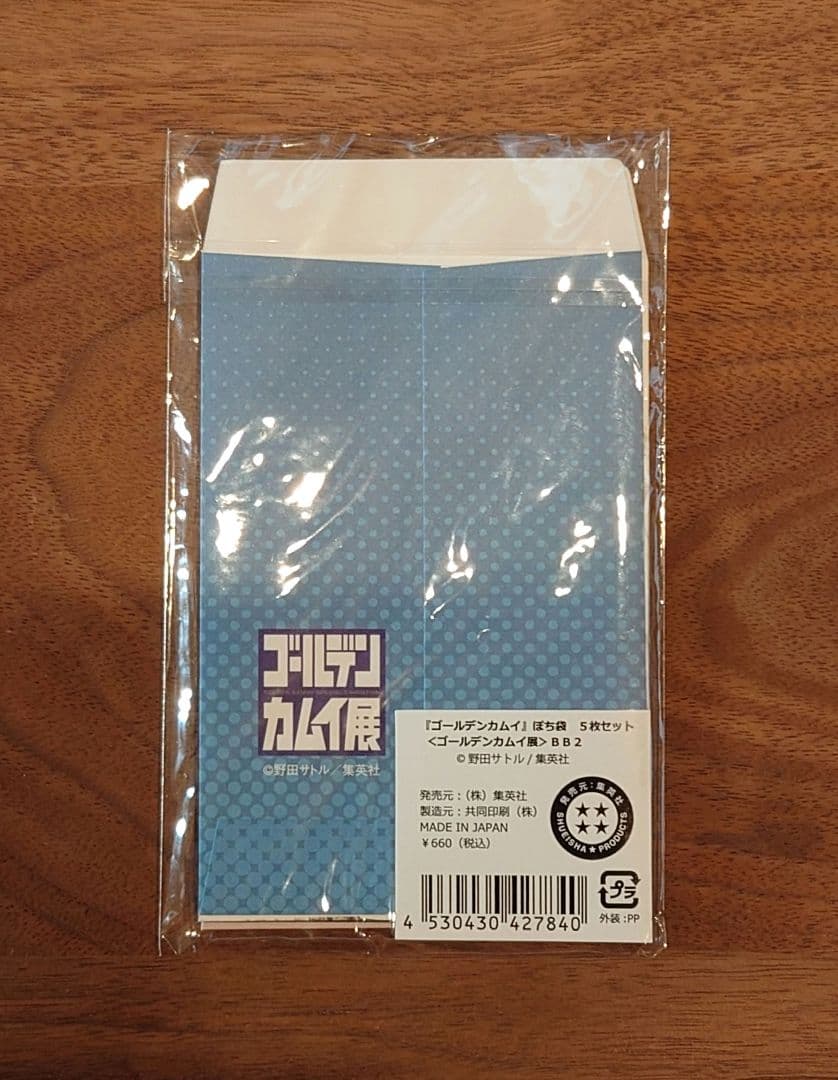 ゴールデン
カムイ展
©野田サトル／集英社
『ゴールデンカムイ』ぽち袋　５枚セット
＜ゴールデンカムイ展＞ＢＢ２
©野田サトル / 集英社
発売元：（株）集英社
製造元：共同印刷（株）
MADE IN JAPAN
￥660（税込）
発売元：集英社
SHUEISHA★PRODUCTS
プラ
外装:PP
4 530430 427840